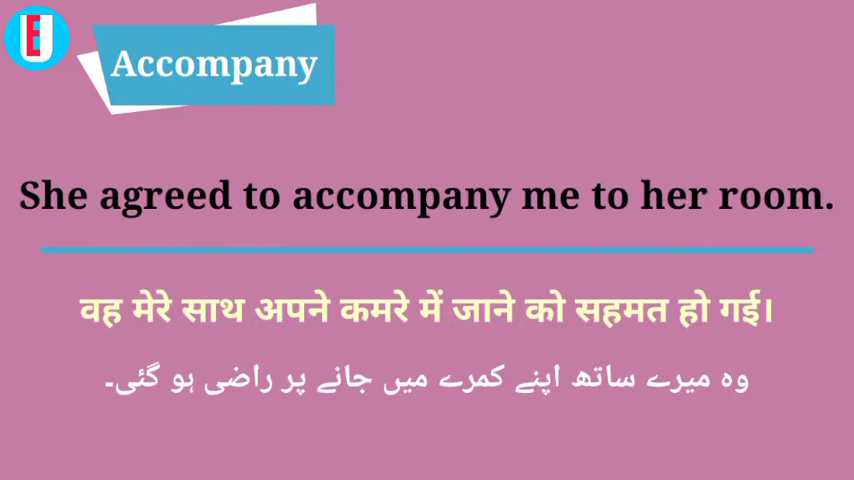 EU
Accompany
She agreed to accompany me to her room.
वह मेरे साथ अपने कमरे में जाने को सहमत हो गई।
وہ میرے ساتھ اپنے کمرے میں جانے پر راضی ہو گئی۔